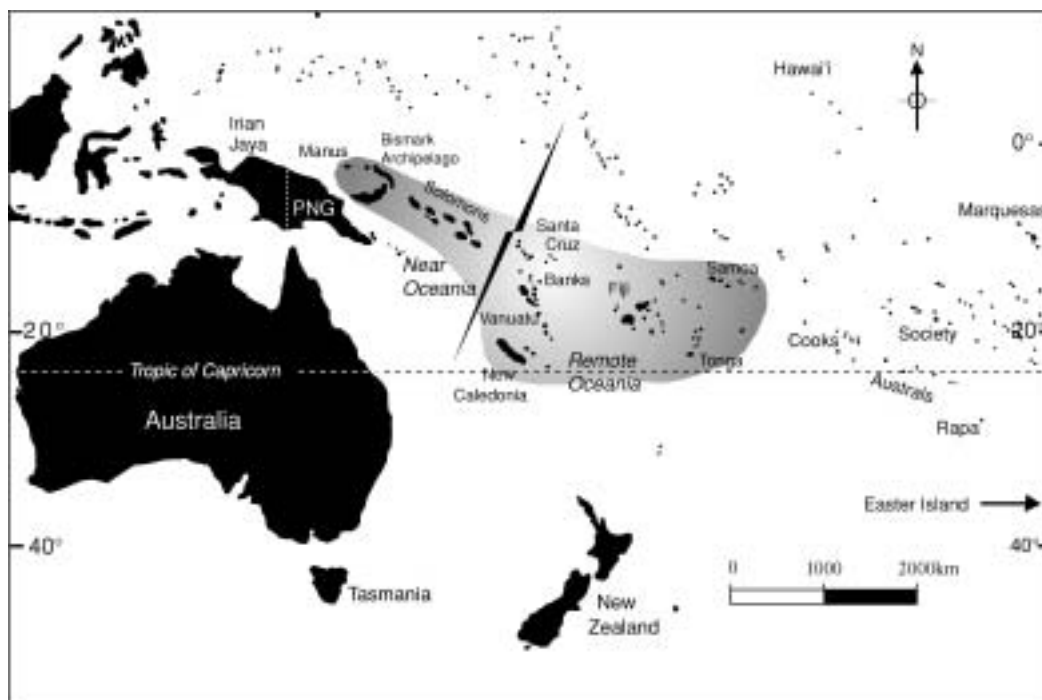 Hawai'i
N
Irian
Jaya
Manus
Bismark
Archipelago
0°
PNG
Solomons
Marquesas
Santa
Cruz
Near
Oceania
Banks
Fiji
Samoa
Vanuatu
20°
Cooks
Society
20°
Tropic of Capricorn
New
Caledonia
Remote
Oceania
Tonga
Australs
Australia
Rapa
Easter Island
40°
40°
0 1000 2000km
Tasmania
New
Zealand